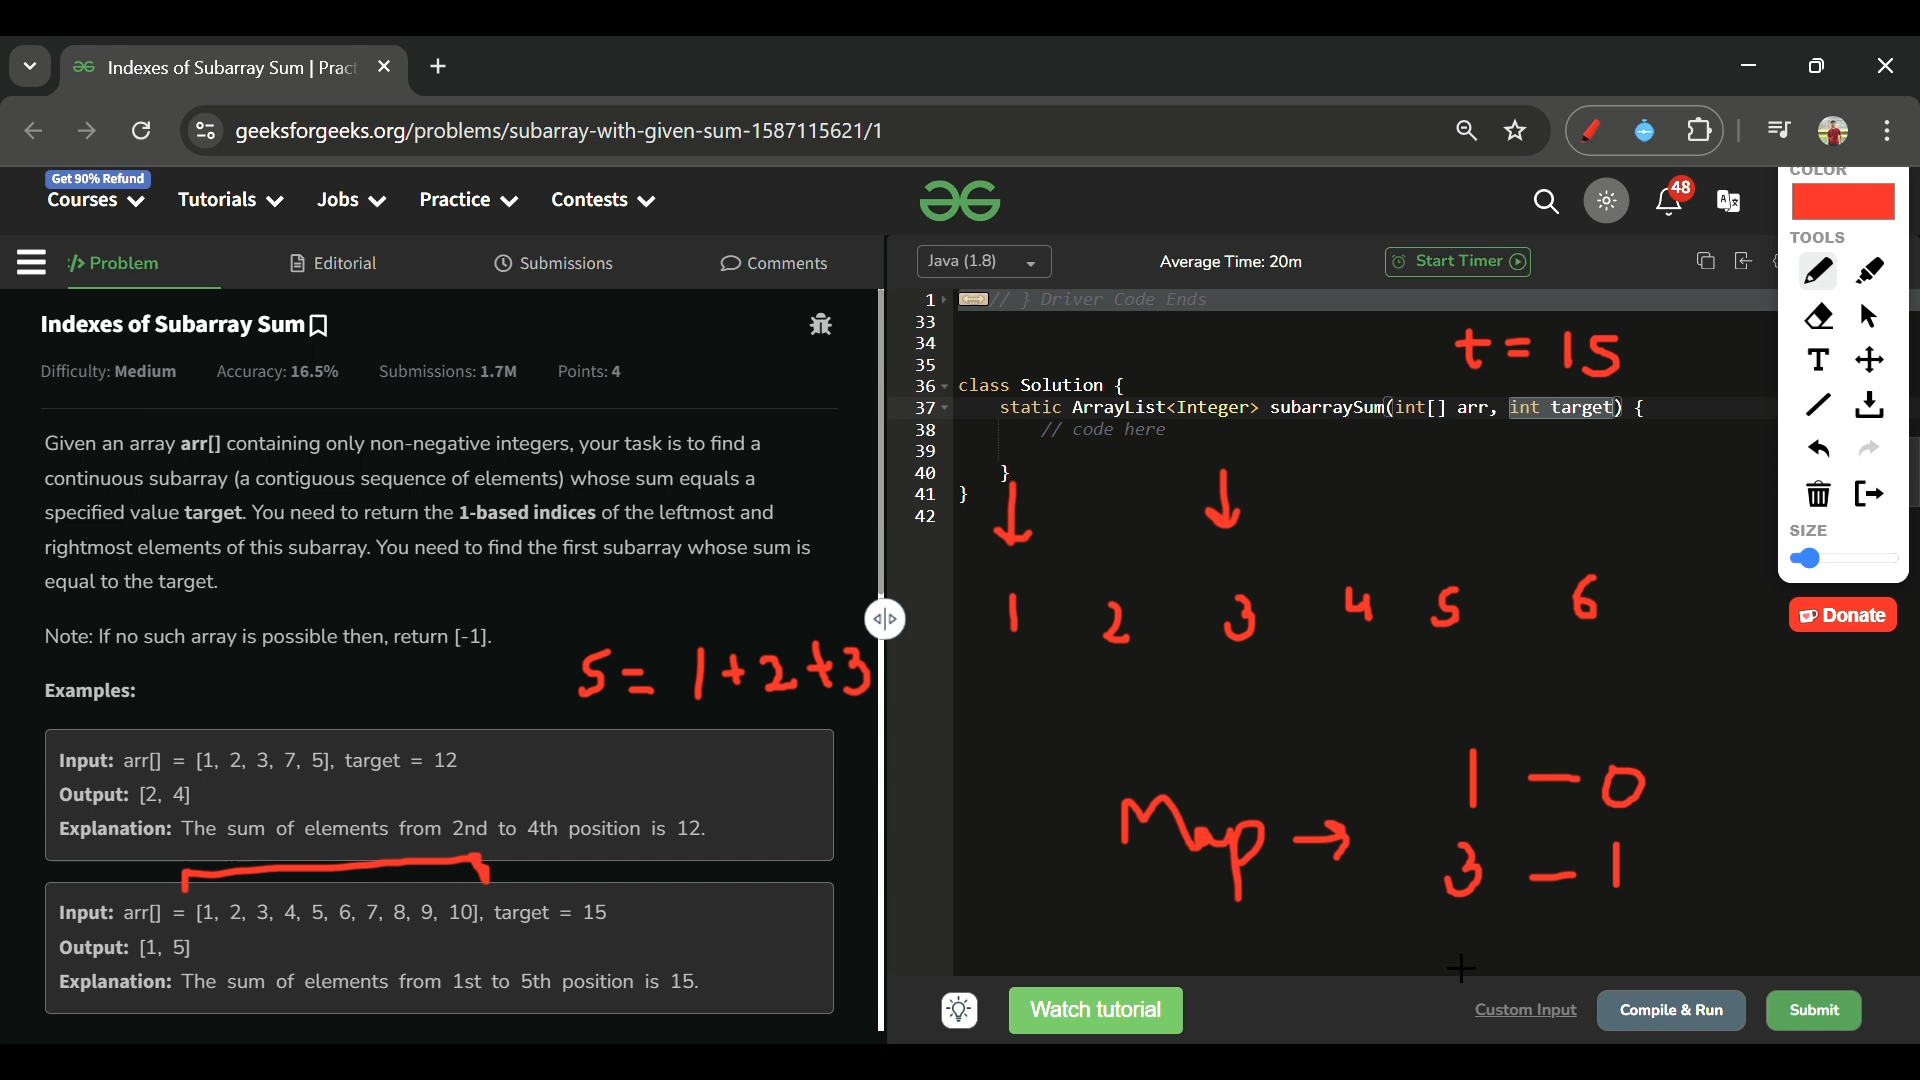 Indexes of Subarray Sum | Pract
geeksforgeeks.org/problems/subarray-with-given-sum-1587115621/1
Get 90% Refund
Courses
Tutorials
Jobs
Practice
Contests
48
COLOR
TOOLS
SIZE
Donate
Problem
Editorial
Submissions
Comments
Java (1.8)
Average Time: 20m
Start Timer
Indexes of Subarray Sum
Difficulty: Medium Accuracy: 16.5% Submissions: 1.7M Points: 4
Given an array arr[] containing only non-negative integers, your task is to find a
continuous subarray (a contiguous sequence of elements) whose sum equals a
specified value target. You need to return the 1-based indices of the leftmost and
rightmost elements of this subarray. You need to find the first subarray whose sum is
equal to the target.
Note: If no such array is possible then, return [-1].
S = 1+2+3
Examples:
Input: arr[] = [1, 2, 3, 7, 5], target = 12
Output: [2, 4]
Explanation: The sum of elements from 2nd to 4th position is 12.
Input: arr[] = [1, 2, 3, 4, 5, 6, 7, 8, 9, 10], target = 15
Output: [1, 5]
Explanation: The sum of elements from 1st to 5th position is 15.
1 // } Driver Code Ends
33
34
35
t = 15
36 class Solution {
37 static ArrayList<Integer> subarraySum(int[] arr, int target) {
38 // code here
39
40 }
41 }
42
1 2 3 4 5 6
Map → 1 - 0
3 - 1
Watch tutorial
Custom Input
Compile & Run
Submit